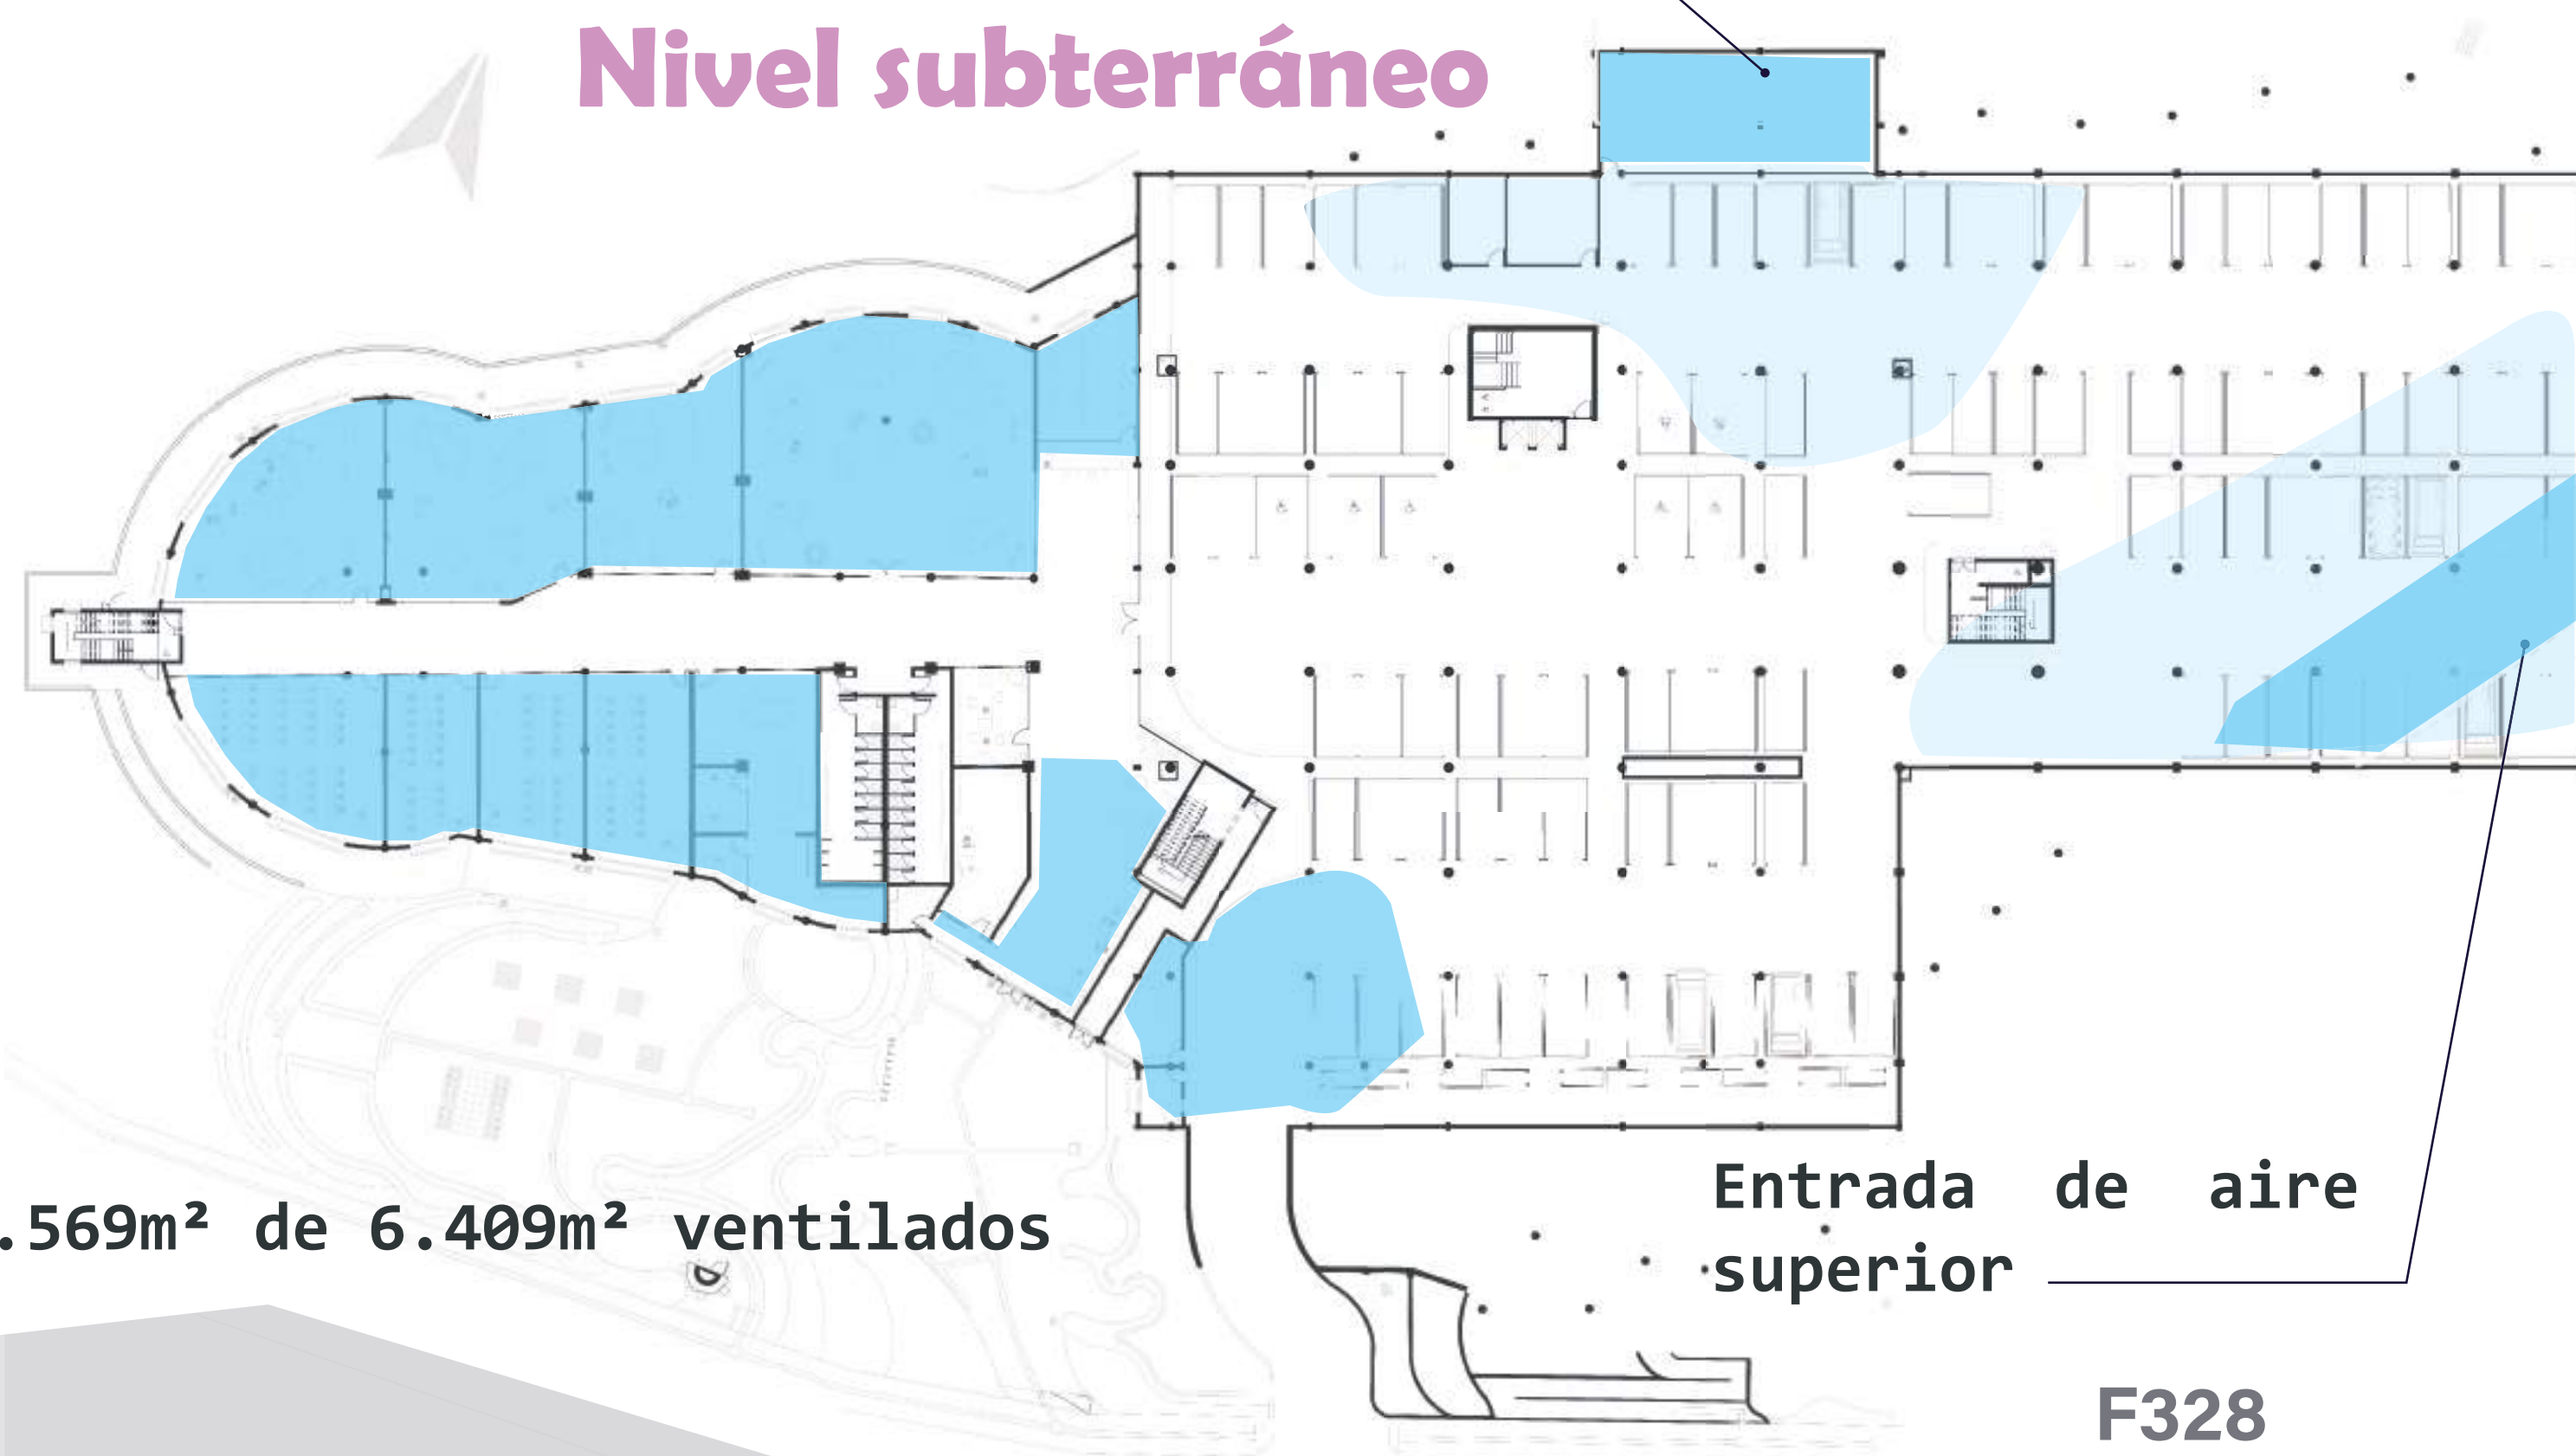 Nivel subterráneo
.569m² de 6.409m² ventilados
Entrada de aire
superior
F328